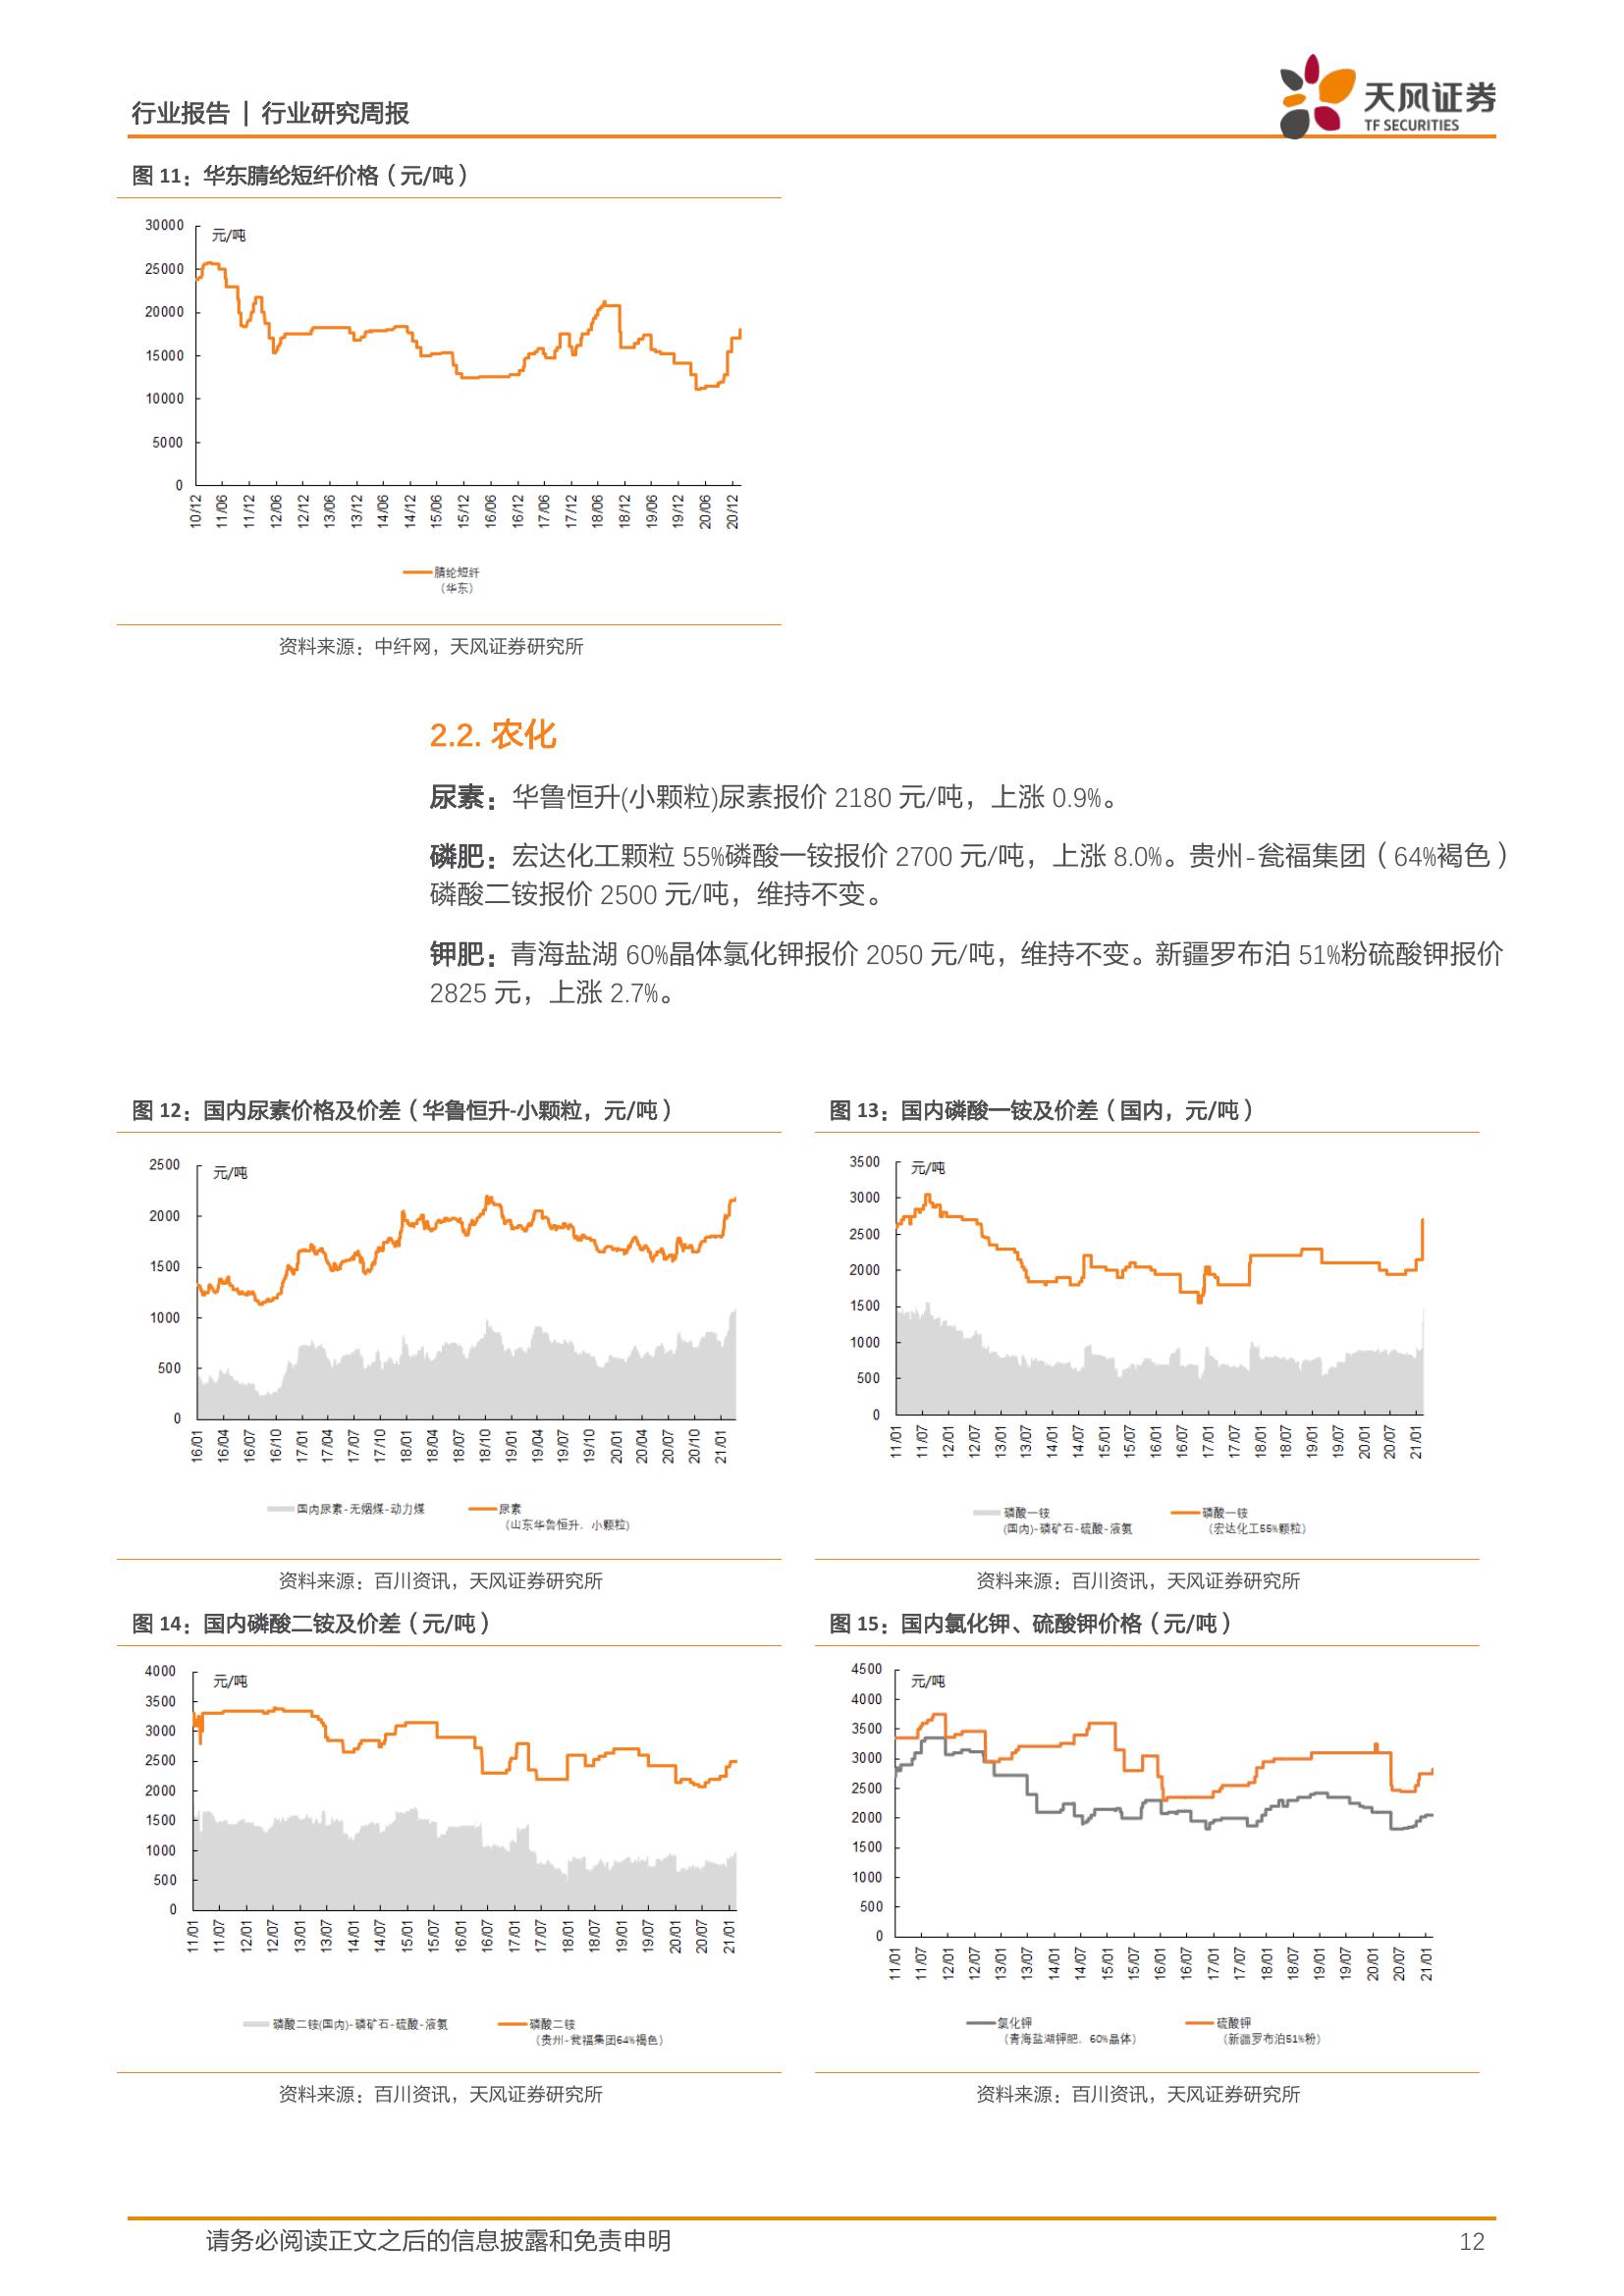 行业报告 | 行业研究周报
天风证券
TF SECURITIES
图 11：华东腈纶短纤价格（元/吨）
元/吨
30000
25000
20000
15000
10000
5000
0
10/12 11/06 11/12 12/06 12/12 13/06 13/12 14/06 14/12 15/06 15/12 16/06 16/12 17/06 17/12 18/06 18/12 19/06 19/12 20/06 20/12
腈纶短纤
（华东）
资料来源：中纤网，天风证券研究所
2.2. 农化
尿素：华鲁恒升(小颗粒)尿素报价 2180 元/吨，上涨 0.9%。
磷肥：宏达化工颗粒 55%磷酸一铵报价 2700 元/吨，上涨 8.0%。贵州-瓮福集团（64%褐色）
磷酸二铵报价 2500 元/吨，维持不变。
钾肥：青海盐湖 60%晶体氯化钾报价 2050 元/吨，维持不变。新疆罗布泊 51%粉硫酸钾报价
2825 元，上涨 2.7%。
图 12：国内尿素价格及价差（华鲁恒升-小颗粒，元/吨）
元/吨
2500
2000
1500
1000
500
0
16/01 16/04 16/07 16/10 17/01 17/04 17/07 17/10 18/01 18/04 18/07 18/10 19/01 19/04 19/07 19/10 20/01 20/04 20/07 20/10 21/01
国内尿素-无烟煤-动力煤
尿素
（山东华鲁恒升．小颗粒）
资料来源：百川资讯，天风证券研究所
图 13：国内磷酸一铵及价差（国内，元/吨）
元/吨
3500
3000
2500
2000
1500
1000
500
0
11/01 11/07 12/01 12/07 13/01 13/07 14/01 14/07 15/01 15/07 16/01 16/07 17/01 17/07 18/01 18/07 19/01 19/07 20/01 20/07 21/01
磷酸一铵
(国内)-磷矿石-硫酸-液氨
磷酸一铵
（宏达化工55%颗粒）
资料来源：百川资讯，天风证券研究所
图 14：国内磷酸二铵及价差（元/吨）
元/吨
4000
3500
3000
2500
2000
1500
1000
500
0
11/01 11/07 12/01 12/07 13/01 13/07 14/01 14/07 15/01 15/07 16/01 16/07 17/01 17/07 18/01 18/07 19/01 19/07 20/01 20/07 21/01
磷酸二铵(国内)-磷矿石-硫酸-液氨
磷酸二铵
（贵州-瓮福集团64%褐色）
资料来源：百川资讯，天风证券研究所
图 15：国内氯化钾、硫酸钾价格（元/吨）
元/吨
4500
4000
3500
3000
2500
2000
1500
1000
500
0
11/01 11/07 12/01 12/07 13/01 13/07 14/01 14/07 15/01 15/07 16/01 16/07 17/01 17/07 18/01 18/07 19/01 19/07 20/01 20/07 21/01
氯化钾
（青海盐湖钾肥．60%晶体）
硫酸钾
（新疆罗布泊51%粉）
资料来源：百川资讯，天风证券研究所
请务必阅读正文之后的信息披露和免责申明
12